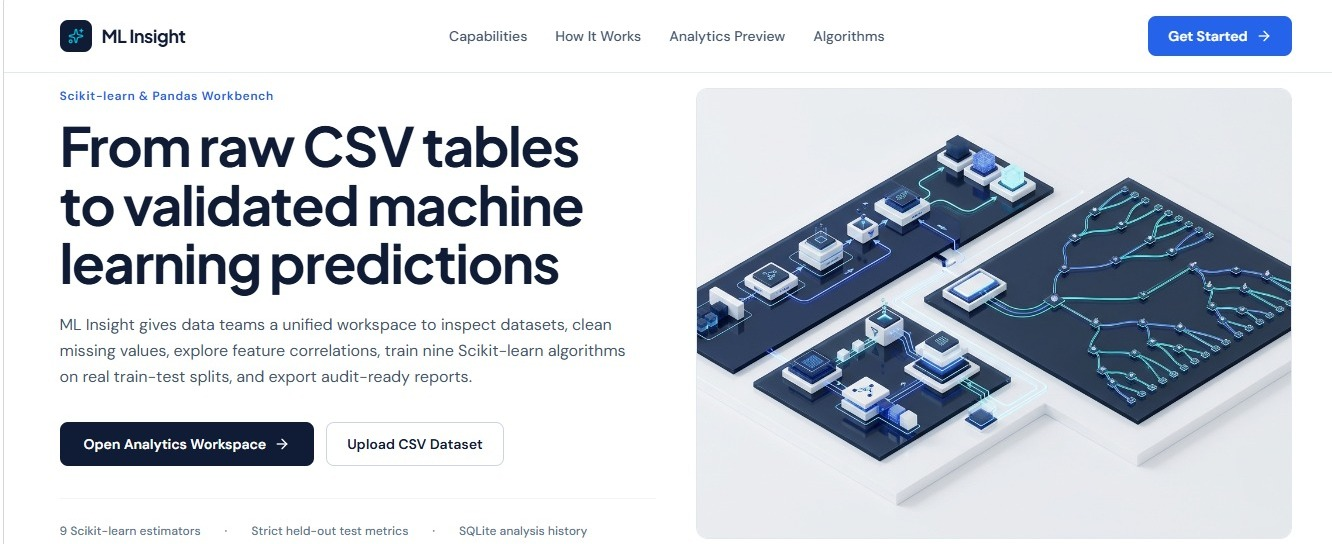 ML Insight
Capabilities
How It Works
Analytics Preview
Algorithms
Get Started →
Scikit-learn & Pandas Workbench
From raw CSV tables
to validated machine
learning predictions
ML Insight gives data teams a unified workspace to inspect datasets, clean
missing values, explore feature correlations, train nine Scikit-learn algorithms
on real train-test splits, and export audit-ready reports.
Open Analytics Workspace →
Upload CSV Dataset
9 Scikit-learn estimators · Strict held-out test metrics · SQLite analysis history